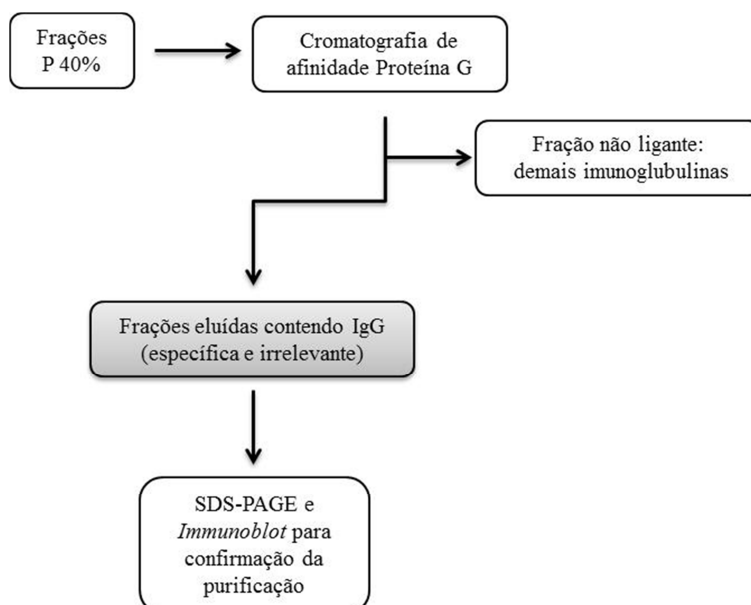 Frações
P 40%
Cromatografia de
afinidade Proteína G
Fração não ligante:
demais imunoglubulinas
Frações eluídas contendo IgG
(específica e irrelevante)
SDS-PAGE e
Immunoblot para
confirmação da
purificação